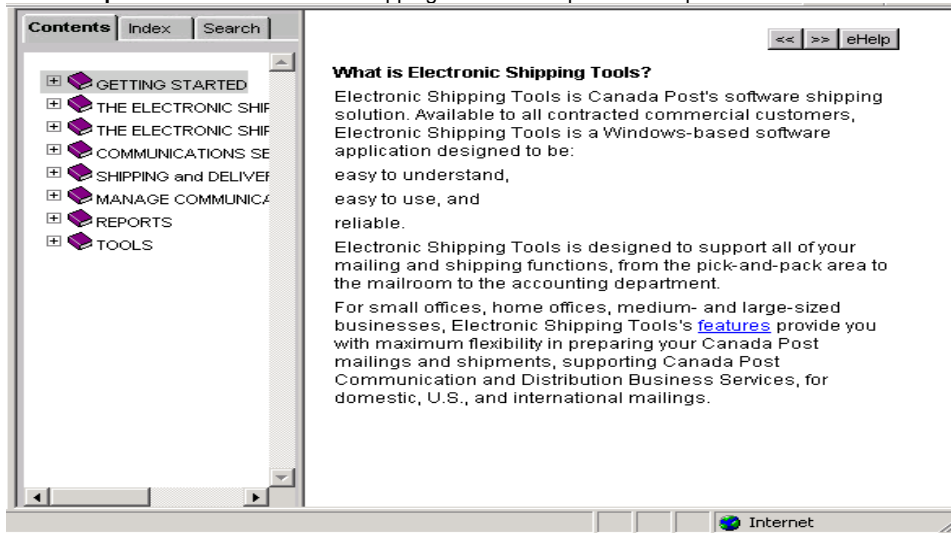 Contents Index Search
<< >> eHelp
GETTING STARTED
THE ELECTRONIC SHIP
THE ELECTRONIC SHIP
COMMUNICATIONS SE
SHIPPING and DELIVER
MANAGE COMMUNICA
REPORTS
TOOLS
What is Electronic Shipping Tools?
Electronic Shipping Tools is Canada Post's software shipping
solution. Available to all contracted commercial customers,
Electronic Shipping Tools is a Windows-based software
application designed to be:
easy to understand,
easy to use, and
reliable.
Electronic Shipping Tools is designed to support all of your
mailing and shipping functions, from the pick-and-pack area to
the mailroom to the accounting department.
For small offices, home offices, medium- and large-sized
businesses, Electronic Shipping Tools's features provide you
with maximum flexibility in preparing your Canada Post
mailings and shipments, supporting Canada Post
Communication and Distribution Business Services, for
domestic, U.S., and international mailings.
Internet